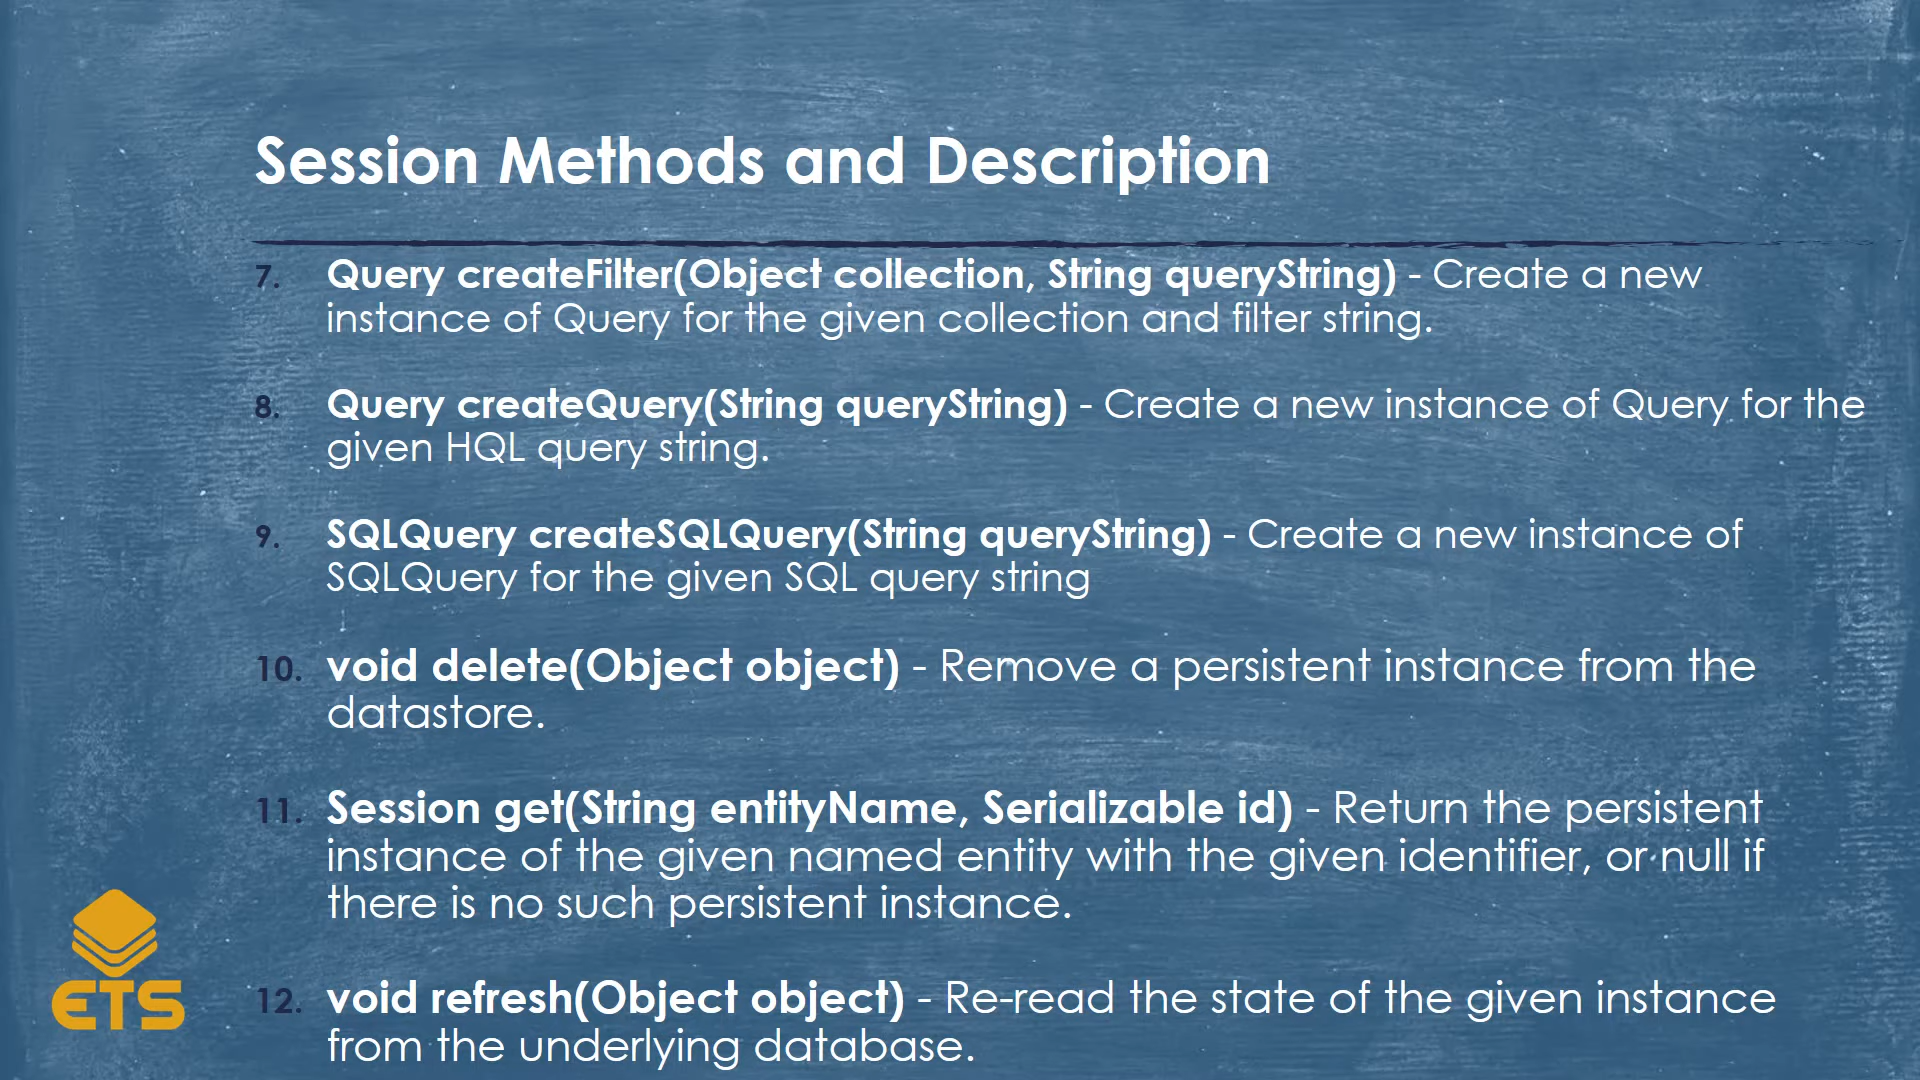 Session Methods and Description
7. Query createFilter(Object collection, String queryString) - Create a new
instance of Query for the given collection and filter string.
8. Query createQuery(String queryString) - Create a new instance of Query for the
given HQL query string.
9. SQLQuery createSQLQuery(String queryString) - Create a new instance of
SQLQuery for the given SQL query string
10. void delete(Object object) - Remove a persistent instance from the
datastore.
11. Session get(String entityName, Serializable id) - Return the persistent
instance of the given named entity with the given identifier, or null if
there is no such persistent instance.
12. void refresh(Object object) - Re-read the state of the given instance
from the underlying database.
ETS